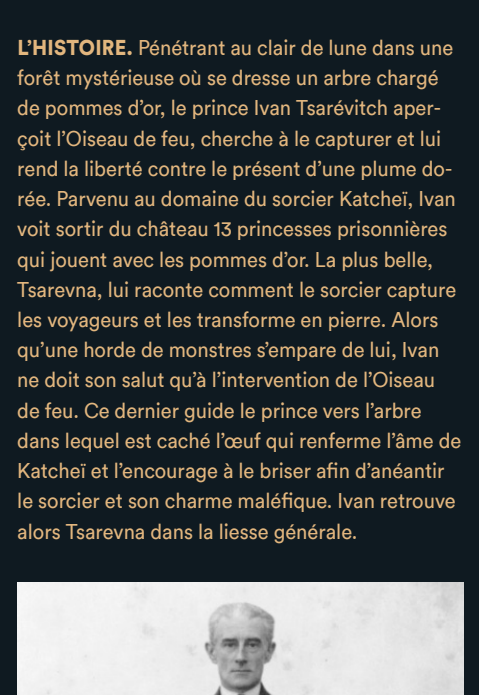 L’HISTOIRE. Pénétrant au clair de lune dans une
forêt mystérieuse où se dresse un arbre chargé
de pommes d’or, le prince Ivan Tsarévitch aper-
çoit l’Oiseau de feu, cherche à le capturer et lui
rend la liberté contre le présent d’une plume do-
rée. Parvenu au domaine du sorcier Katcheï, Ivan
voit sortir du château 13 princesses prisonnières
qui jouent avec les pommes d’or. La plus belle,
Tsarevna, lui raconte comment le sorcier capture
les voyageurs et les transforme en pierre. Alors
qu’une horde de monstres s’empare de lui, Ivan
ne doit son salut qu’à l’intervention de l’Oiseau
de feu. Ce dernier guide le prince vers l’arbre
dans lequel est caché l’œuf qui renferme l’âme de
Katcheï et l’encourage à le briser afin d’anéantir
le sorcier et son charme maléfique. Ivan retrouve
alors Tsarevna dans la liesse générale.